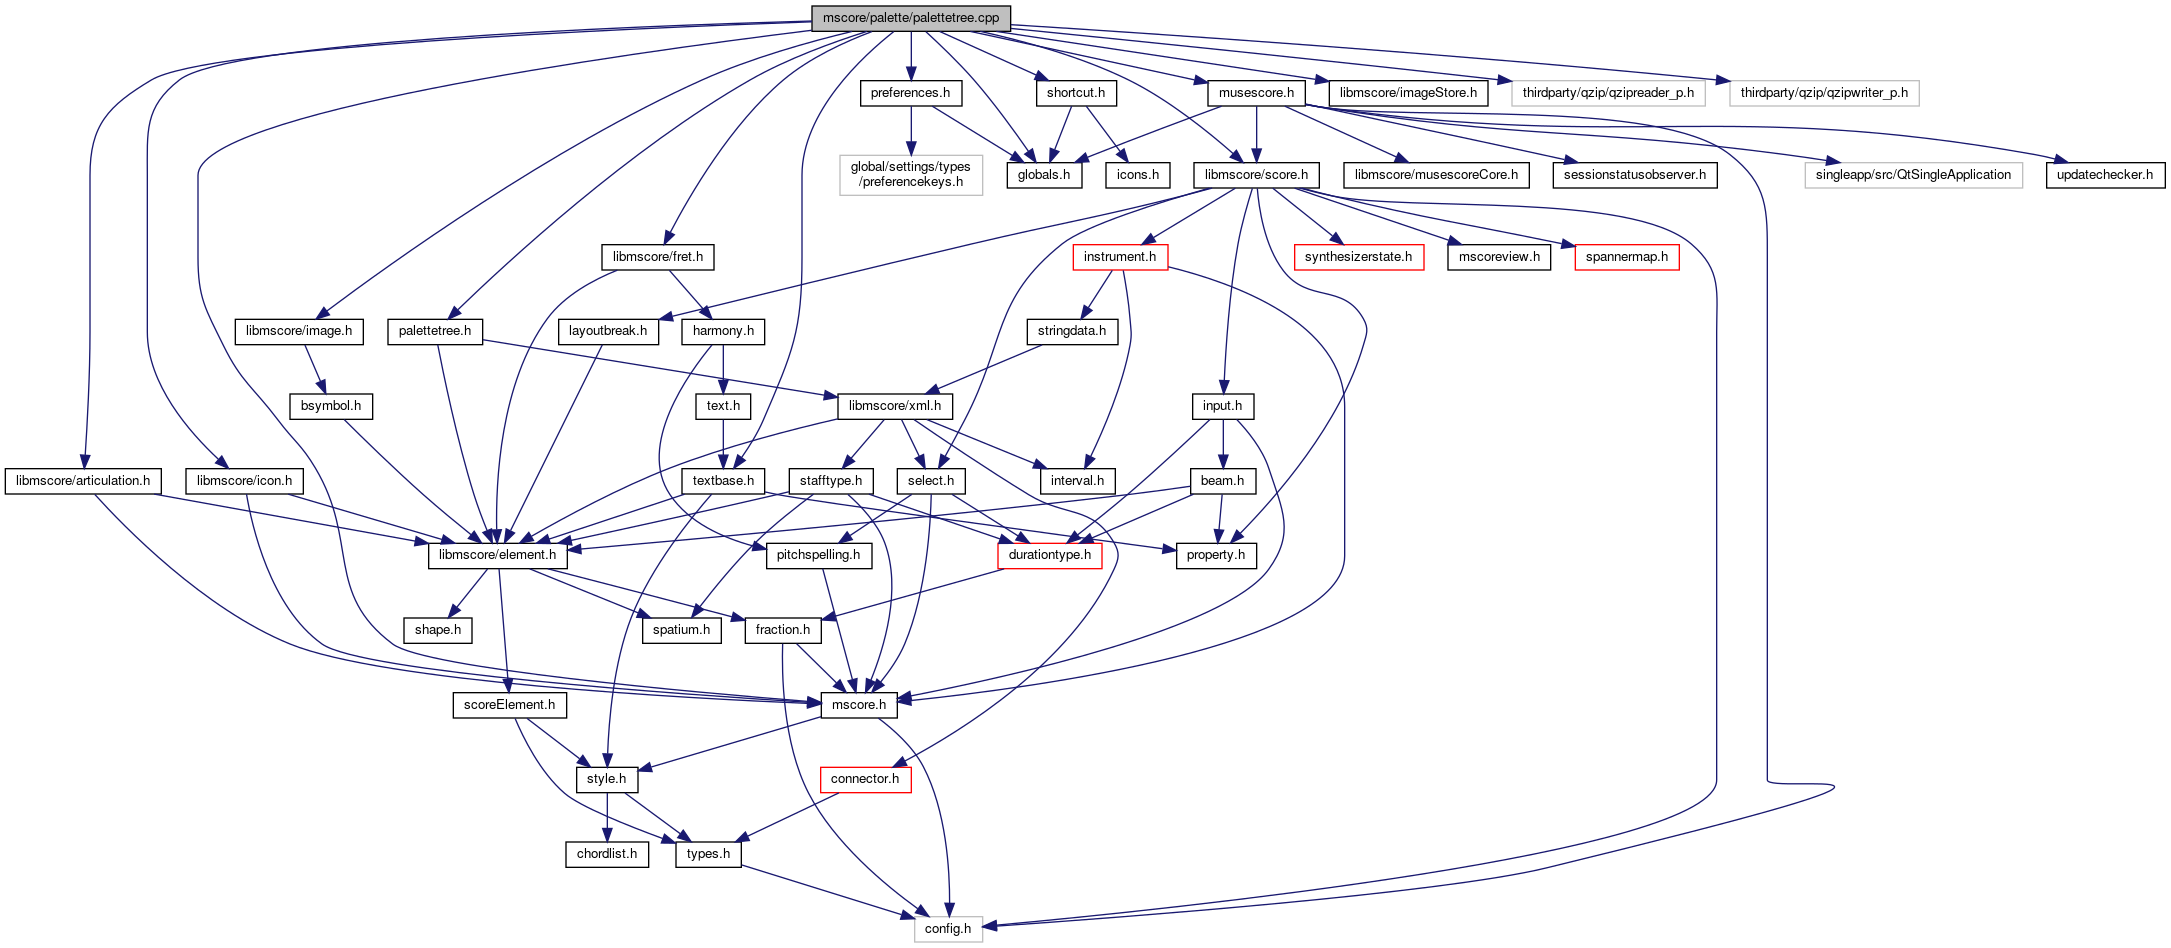 mscore/palette/palettetree.cpp
preferences.h
shortcut.h
musescore.h
libmscore/imageStore.h
thirdparty/qzip/qzipreader_p.h
thirdparty/qzip/qzipwriter_p.h
global/settings/types
/preferencekeys.h
globals.h
icons.h
libmscore/score.h
libmscore/musescoreCore.h
sessionstatusobserver.h
singleapp/src/QtSingleApplication
updatechecker.h
libmscore/fret.h
instrument.h
synthesizerstate.h
mscoreview.h
spannermap.h
libmscore/image.h
palettetree.h
layoutbreak.h
harmony.h
stringdata.h
bsymbol.h
text.h
libmscore/xml.h
input.h
libmscore/articulation.h
libmscore/icon.h
textbase.h
stafftype.h
select.h
interval.h
beam.h
libmscore/element.h
pitchspelling.h
durationtype.h
property.h
shape.h
spatium.h
fraction.h
scoreElement.h
mscore.h
style.h
connector.h
chordlist.h
types.h
config.h